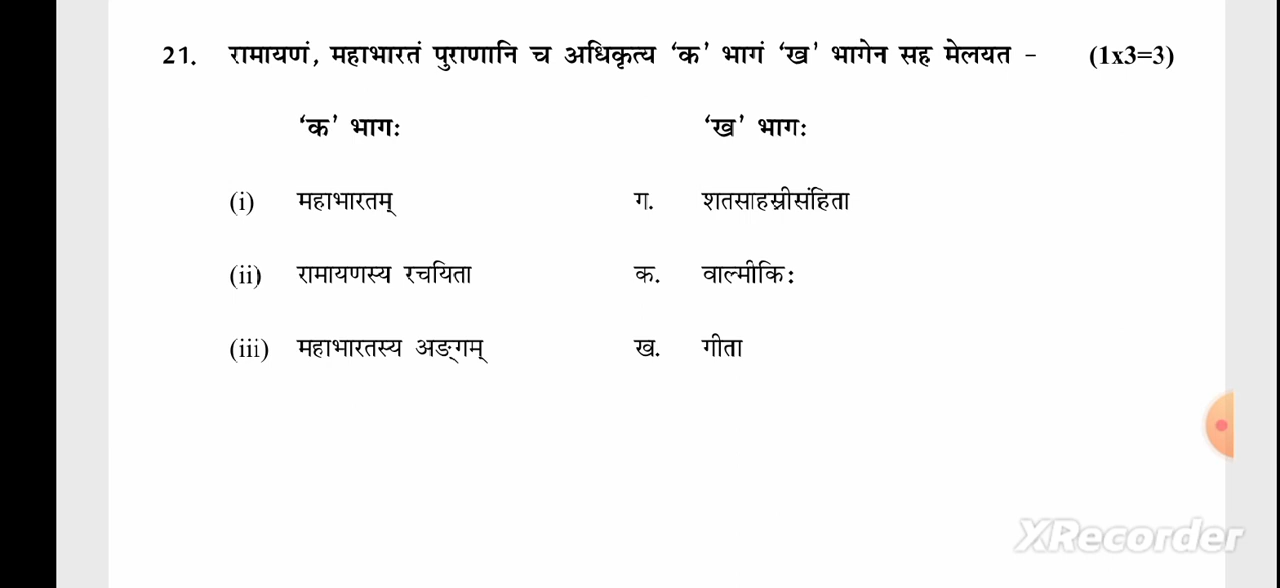 21. रामायणं, महाभारतं पुराणानि च अधिकृत्य ‘क’ भागं ‘ख’ भागेन सह मेलयत – (1x3=3)
‘क’ भागः ‘ख’ भागः
(i) महाभारतम् ग. शतसाहस्रीसंहिता
(ii) रामायणस्य रचयिता क. वाल्मीकिः
(iii) महाभारतस्य अङ्गम् ख. गीता
XRecorder